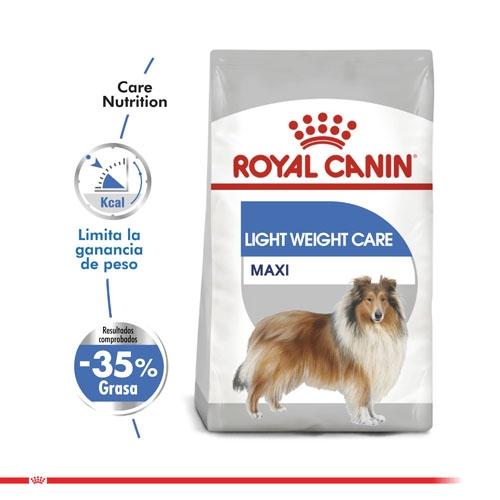 Care
Nutrition
Kcal
Limita la
ganancia
de peso
Resultados
comprobados
-35%
Grasa
ROYAL CANIN
LIGHT WEIGHT CARE
MAXI